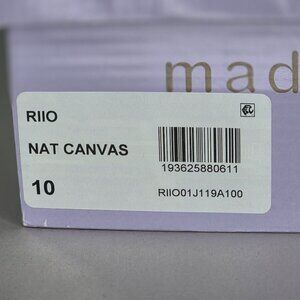 mad
RIIO
NAT CANVAS
193625880611
10
RIIO01J119A100